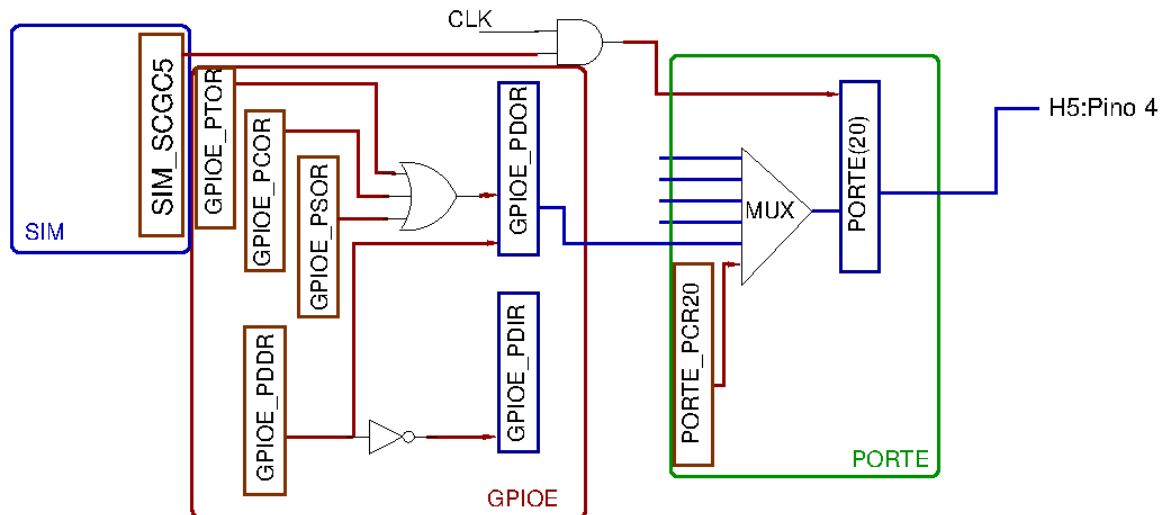 CLK
SIM_SCGC5
SIM
GPIOE_PTOR
GPIOE_PCOR
GPIOE_PSOR
GPIOE_PDOR
GPIOE_PDDR
GPIOE_PDIR
GPIOE
MUX
PORTE_PCR20
PORTE(20)
PORTE
H5:Pino 4